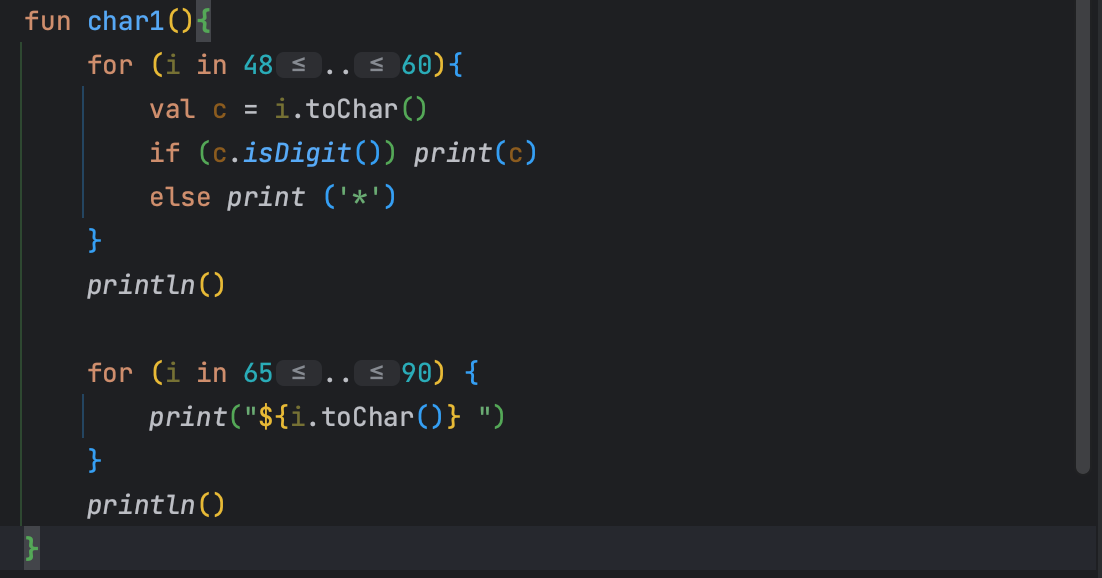 fun char1(){
    for (i in 48 ≤ .. ≤ 60){
        val c = i.toChar()
        if (c.isDigit()) print(c)
        else print ('*')
    }
    println()

    for (i in 65 ≤ .. ≤ 90) {
        print("${i.toChar()} ")
    }
    println()
}